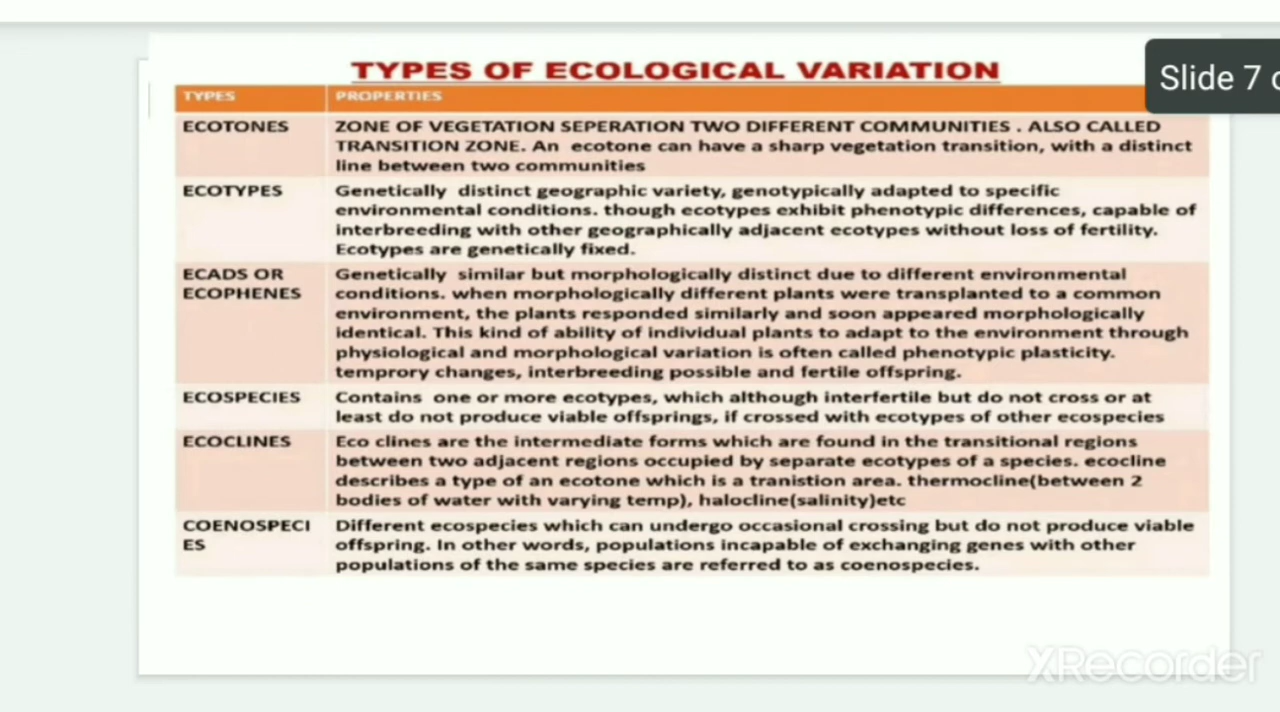 TYPES OF ECOLOGICAL VARIATION
Slide 7
TYPES PROPERTIES
ECOTONES ZONE OF VEGETATION SEPERATION TWO DIFFERENT COMMUNITIES . ALSO CALLED
TRANSITION ZONE. An ecotone can have a sharp vegetation transition, with a distinct
line between two communities
ECOTYPES Genetically distinct geographic variety, genotypically adapted to specific
environmental conditions. though ecotypes exhibit phenotypic differences, capable of
interbreeding with other geographically adjacent ecotypes without loss of fertility.
Ecotypes are genetically fixed.
ECADS OR Genetically similar but morphologically distinct due to different environmental
ECOPHENES conditions. when morphologically different plants were transplanted to a common
environment, the plants responded similarly and soon appeared morphologically
identical. This kind of ability of individual plants to adapt to the environment through
physiological and morphological variation is often called phenotypic plasticity.
temprory changes, interbreeding possible and fertile offspring.
ECOSPECIES Contains one or more ecotypes, which although interfertile but do not cross or at
least do not produce viable offsprings, if crossed with ecotypes of other ecospecies
ECOCLINES Eco clines are the intermediate forms which are found in the transitional regions
between two adjacent regions occupied by separate ecotypes of a species. ecocline
describes a type of an ecotone which is a tranistion area. thermocline(between 2
bodies of water with varying temp), halocline(salinity)etc
COENOSPECI Different ecospecies which can undergo occasional crossing but do not produce viable
ES offspring. In other words, populations incapable of exchanging genes with other
populations of the same species are referred to as coenospecies.
XRecorder